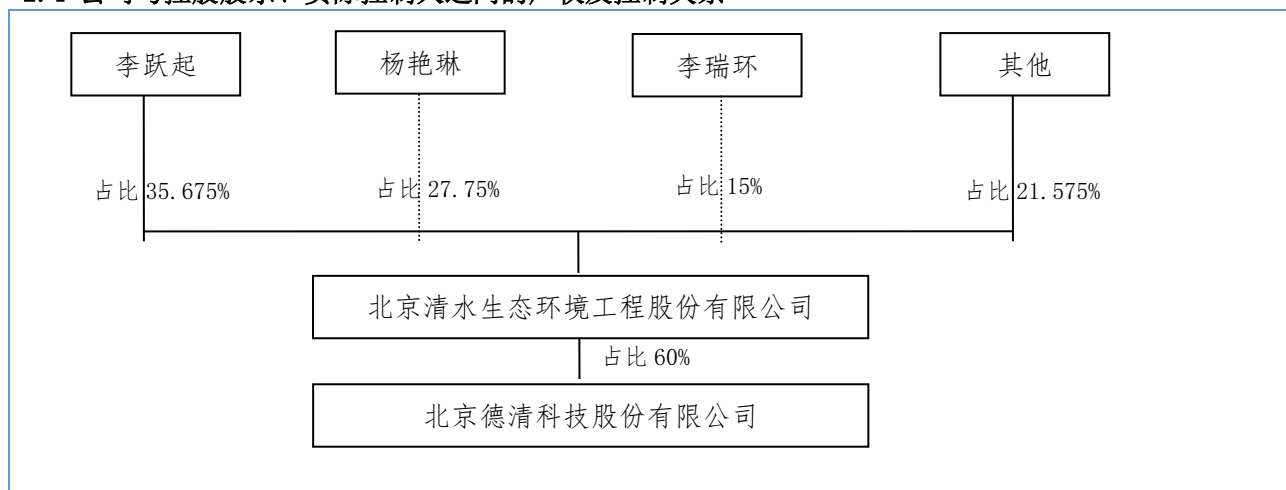 李跃起
杨艳琳
李瑞环
其他
占比 35.675%
占比 27.75%
占比 15%
占比 21.575%
北京清水生态环境工程股份有限公司
占比 60%
北京德清科技股份有限公司